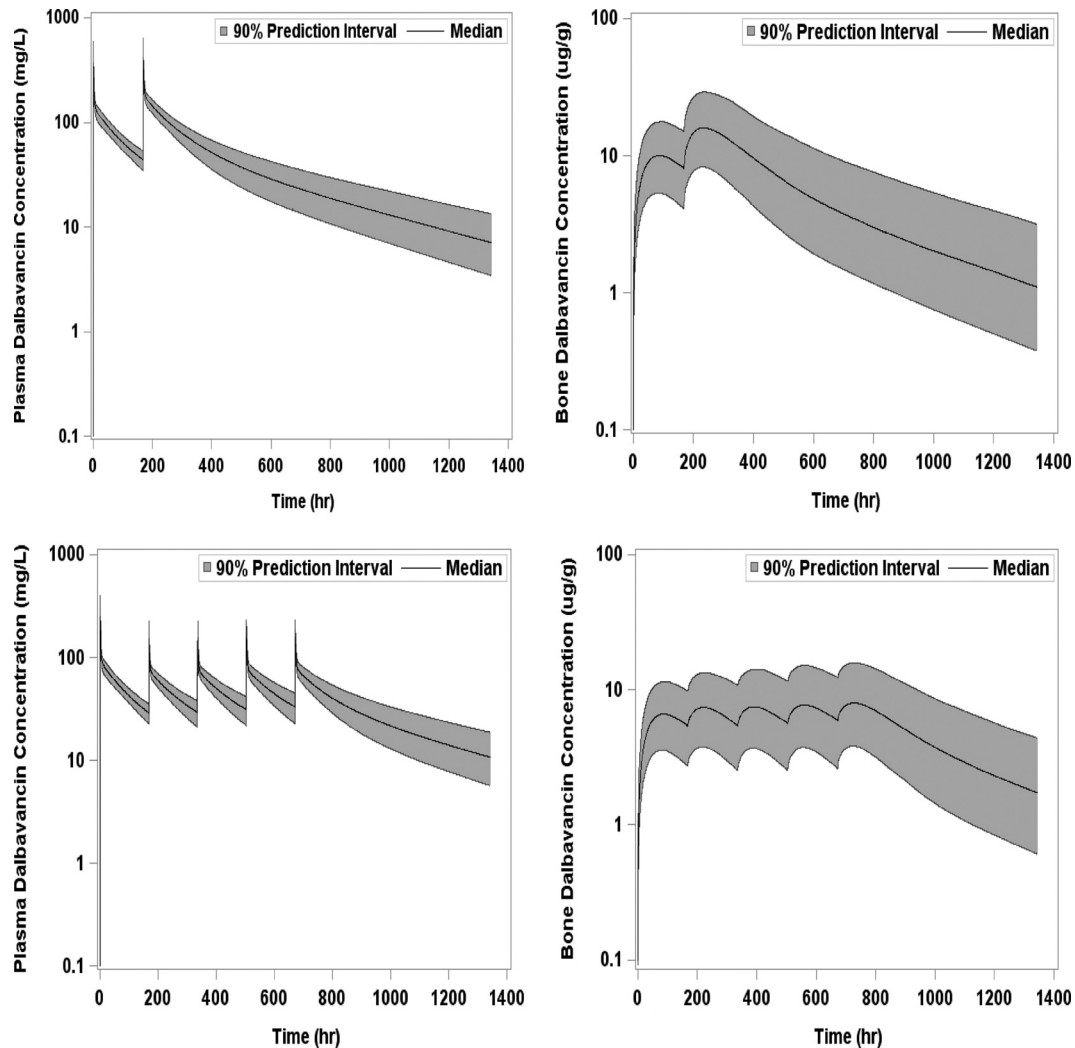 90% Prediction Interval Median
Plasma Dalbavancin Concentration (mg/L)
1000
100
10
1
0.1
0 200 400 600 800 1000 1200 1400
Time (hr)
90% Prediction Interval Median
Bone Dalbavancin Concentration (ug/g)
100
10
1
0.1
0 200 400 600 800 1000 1200 1400
Time (hr)
90% Prediction Interval Median
Plasma Dalbavancin Concentration (mg/L)
1000
100
10
1
0.1
0 200 400 600 800 1000 1200 1400
Time (hr)
90% Prediction Interval Median
Bone Dalbavancin Concentration (ug/g)
100
10
1
0.1
0 200 400 600 800 1000 1200 1400
Time (hr)